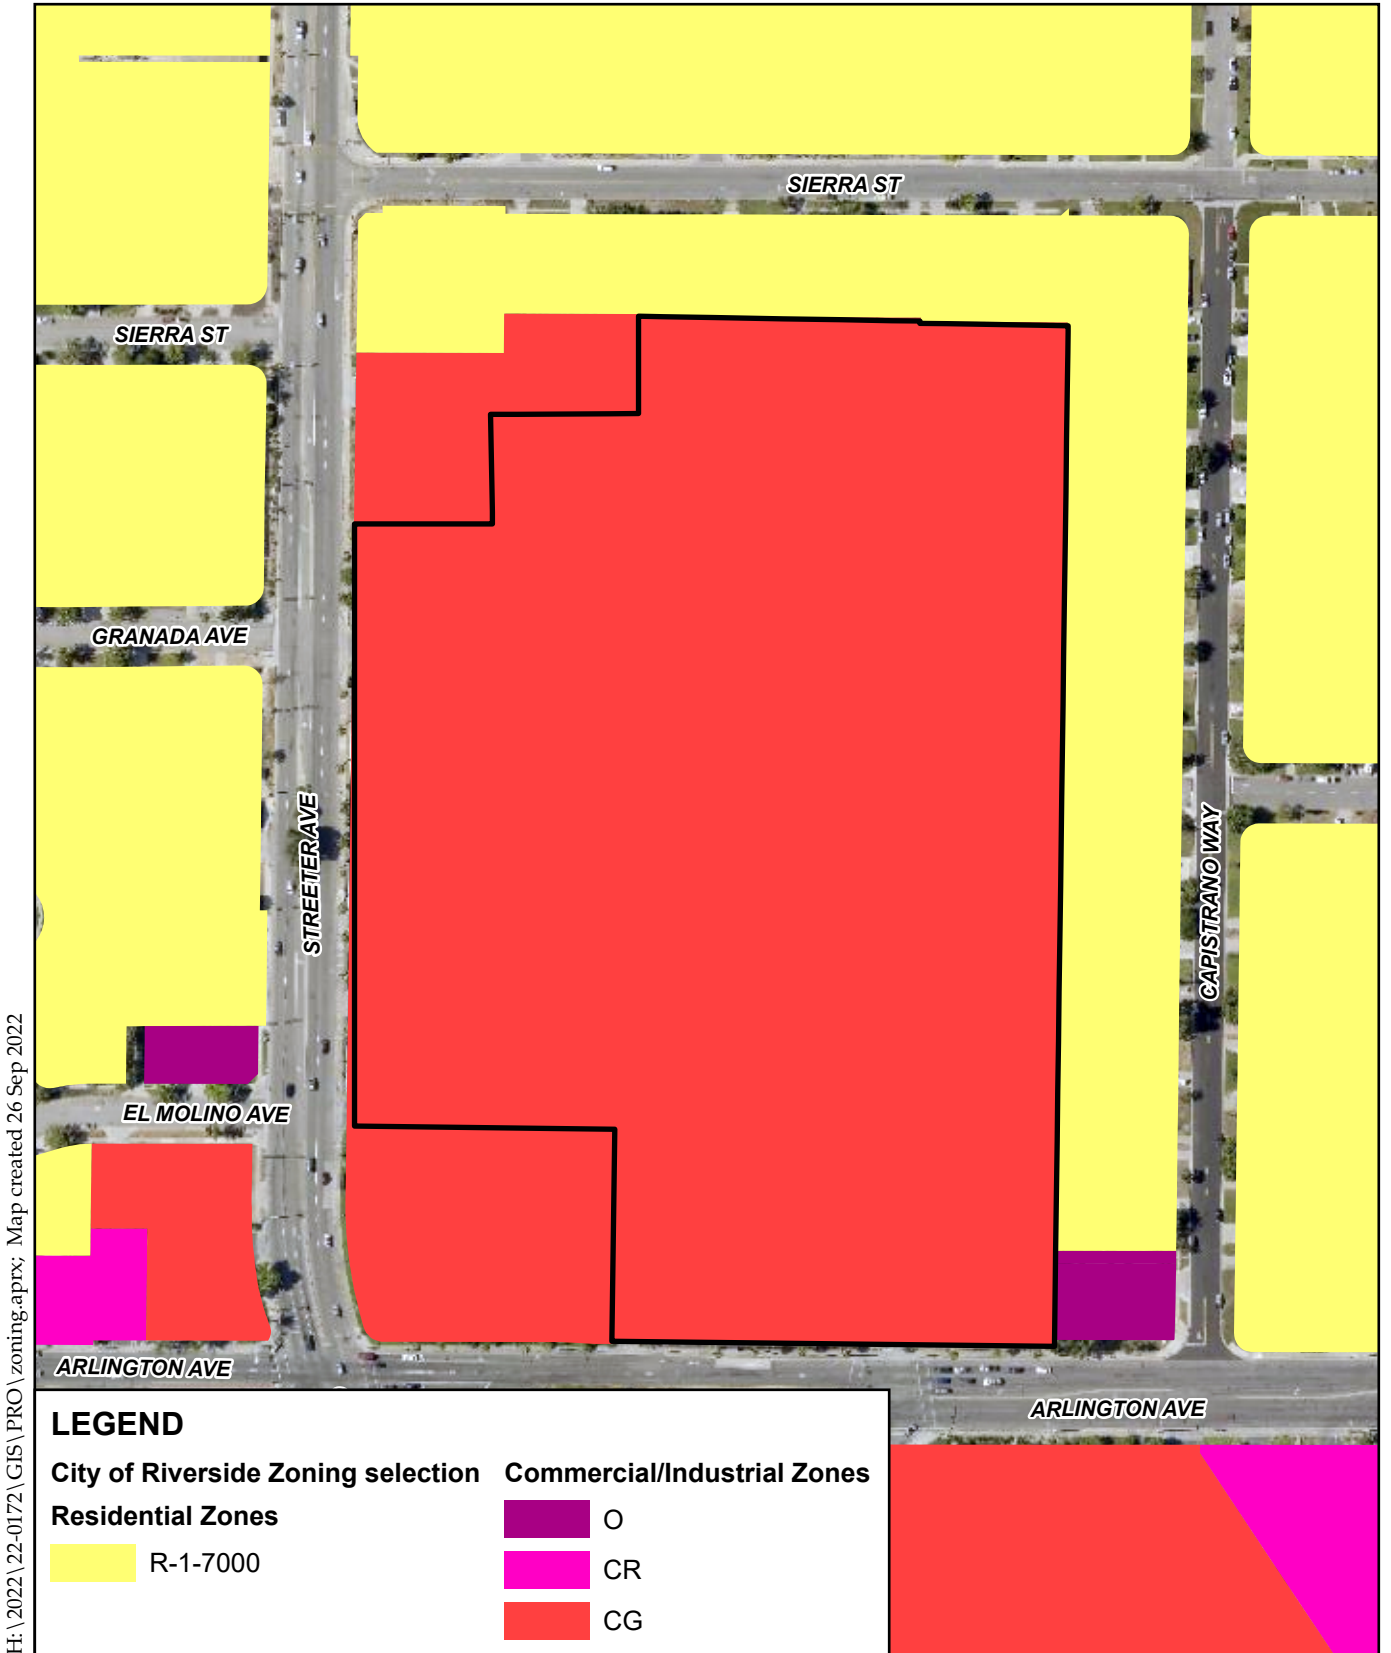 SIERRA ST
SIERRA ST
GRANADA AVE
STREETER AVE
CAPISTRANO WAY
EL MOLINO AVE
ARLINGTON AVE
ARLINGTON AVE
LEGEND
City of Riverside Zoning selection
Residential Zones
R-1-7000
Commercial/Industrial Zones
O
CR
CG
H:\2022\22-0172\GIS\PRO\zoning.aprx; Map created 26 Sep 2022